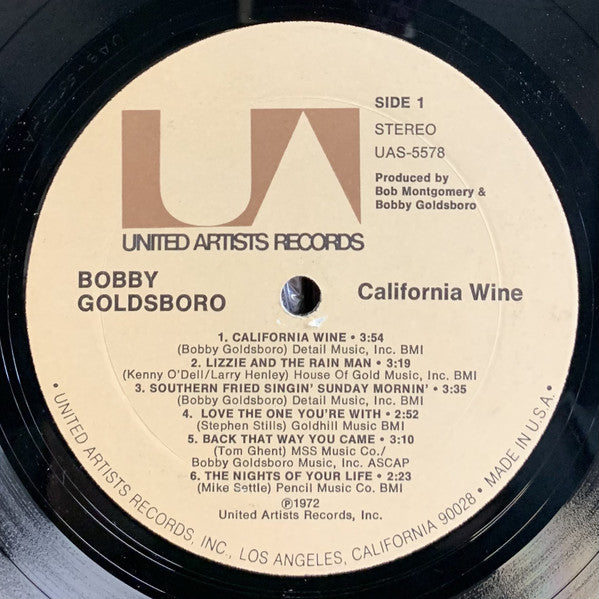 SIDE 1
STEREO
UAS-5578
Produced by
Bob Montgomery &
Bobby Goldsboro
UA
UNITED ARTISTS RECORDS
BOBBY
GOLDSBORO
California Wine
1. CALIFORNIA WINE • 3:54
(Bobby Goldsboro) Detail Music, Inc. BMI
2. LIZZIE AND THE RAIN MAN • 3:19
(Kenny O'Dell/Larry Henley) House Of Gold Music, Inc. BMI
3. SOUTHERN FRIED SINGIN' SUNDAY MORNIN' • 3:35
(Bobby Goldsboro) Detail Music, Inc. BMI
4. LOVE THE ONE YOU'RE WITH • 2:52
(Stephen Stills) Goldhill Music BMI
5. BACK THAT WAY YOU CAME • 3:10
(Tom Ghent) MSS Music Co./
Bobby Goldsboro Music, Inc. ASCAP
6. THE NIGHTS OF YOUR LIFE • 2:23
(Mike Settle) Pencil Music Co. BMI
℗1972
United Artists Records, Inc.
• UNITED ARTISTS RECORDS, INC., LOS ANGELES, CALIFORNIA 90028 • MADE IN U.S.A. •